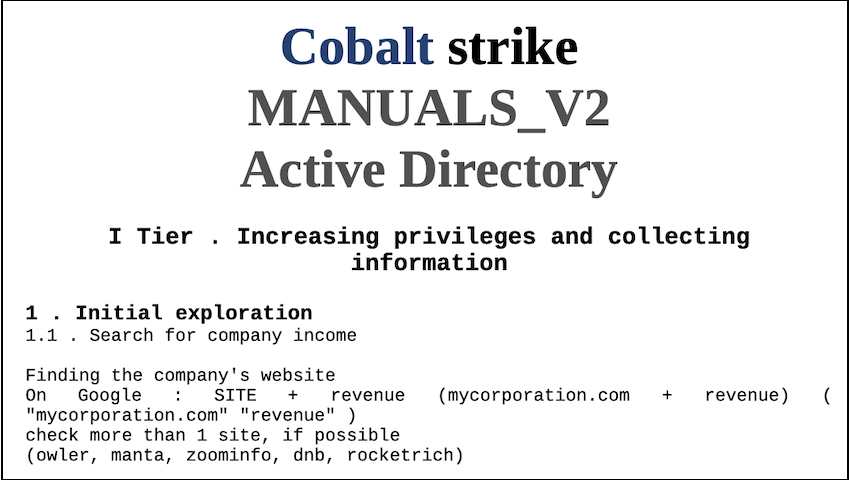 Cobalt strike
MANUALS_V2
Active Directory
I Tier . Increasing privileges and collecting
information
1 . Initial exploration
1.1 . Search for company income
Finding the company's website
On Google : SITE + revenue (mycorporation.com + revenue) (
"mycorporation.com" "revenue" )
check more than 1 site, if possible
(owler, manta, zoominfo, dnb, rocketrich)